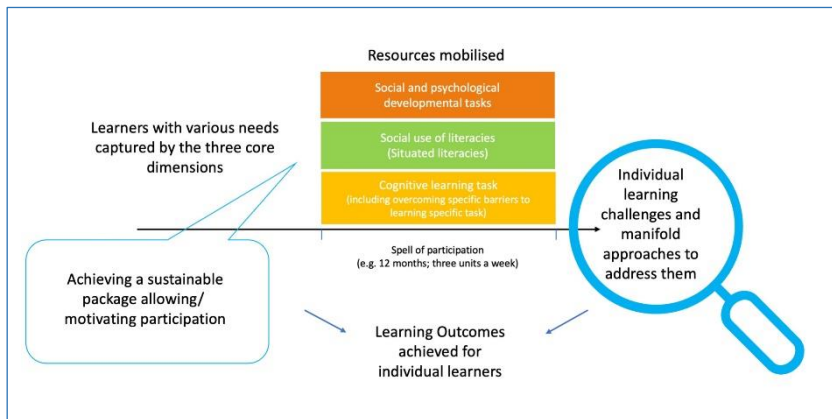 Resources mobilised
Social and psychological
developmental tasks
Learners with various needs
captured by the three core
dimensions
Social use of literacies
(Situated literacies)
Cognitive learning task
(including overcoming specific barriers to
learning specific task)
Individual
learning
challenges and
manifold
approaches to
address them
Spell of participation
(e.g. 12 months; three units a week)
Achieving a sustainable
package allowing/
motivating participation
Learning Outcomes
achieved for
individual learners